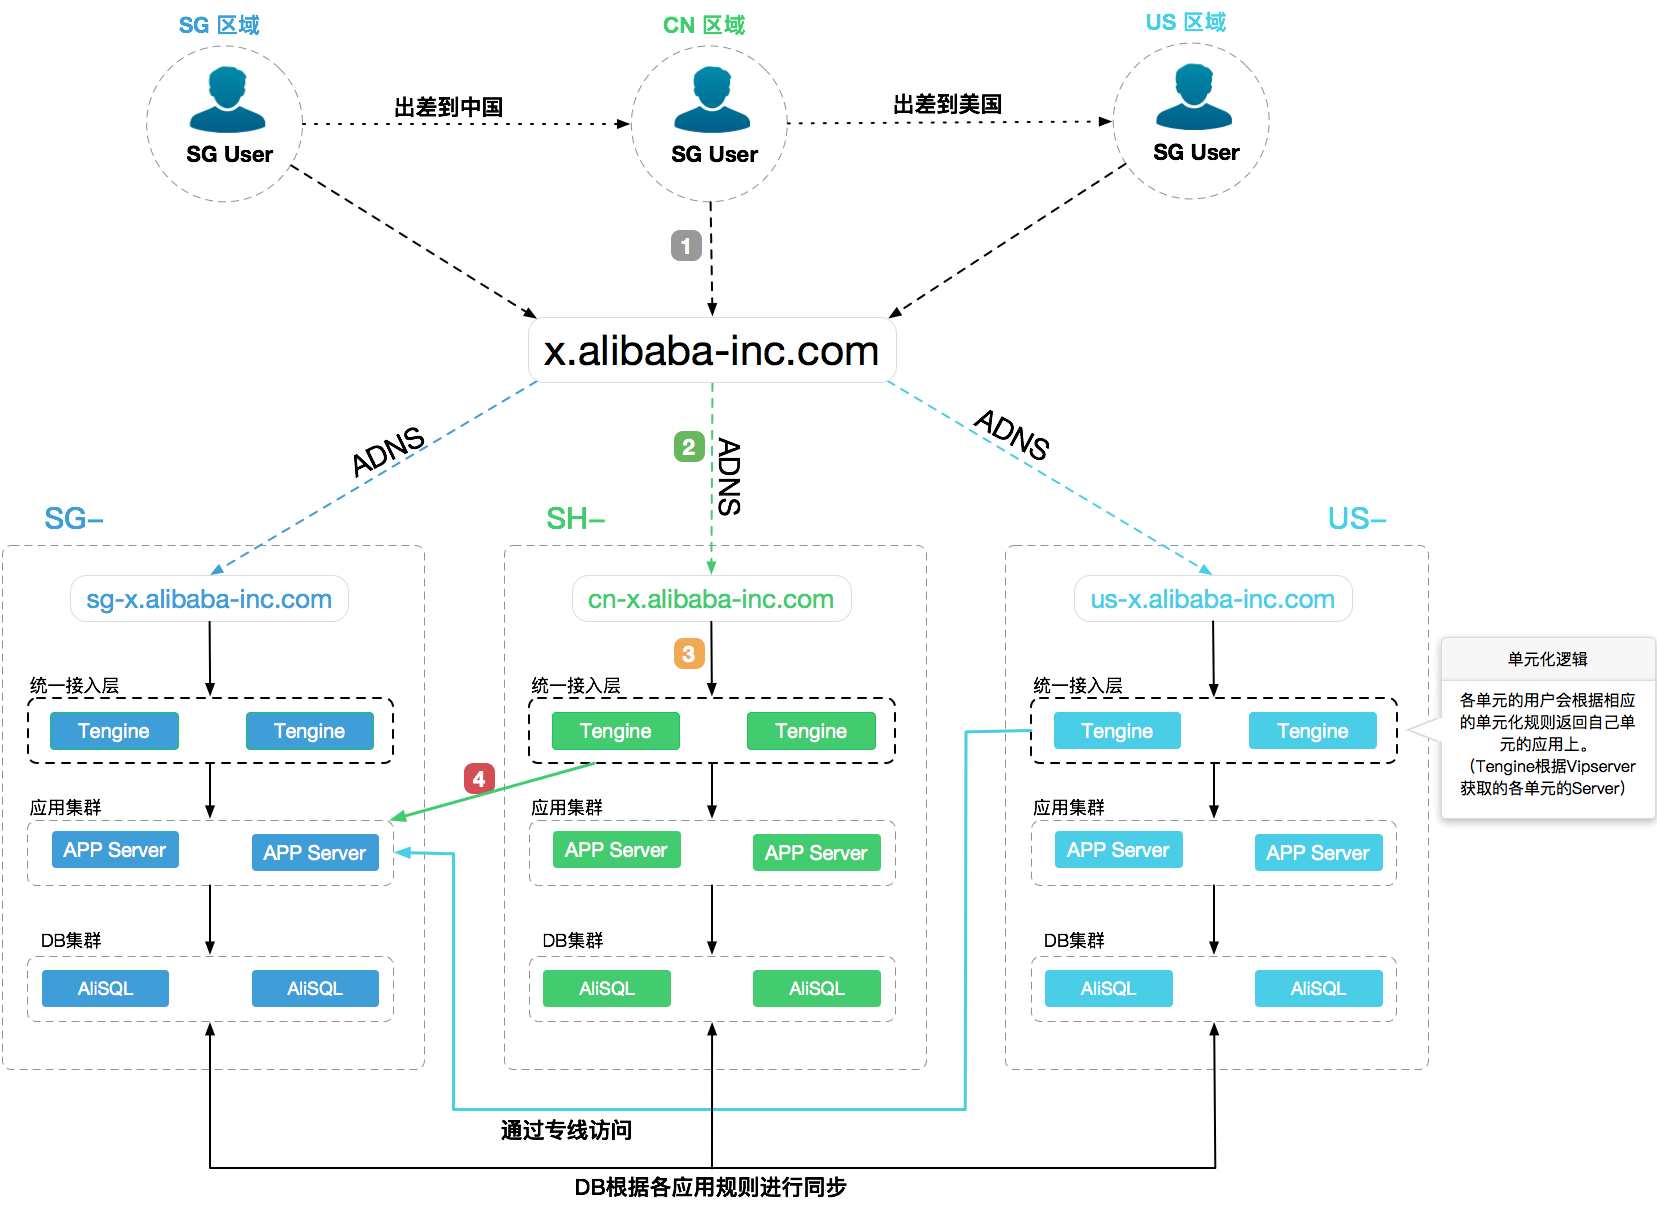 SG 区域
CN 区域
US 区域
出差到中国
出差到美国
SG User
SG User
SG User
1
x.alibaba-inc.com
ADNS
2
ADNS
ADNS
SG–
SH–
US–
sg-x.alibaba-inc.com
cn-x.alibaba-inc.com
us-x.alibaba-inc.com
3
统一接入层
统一接入层
统一接入层
Tengine
Tengine
Tengine
Tengine
Tengine
Tengine
单元化逻辑
各单元的用户会根据相应
的单元化规则返回自己单
元的应用上。
（Tengine根据Vipserver
获取的各单元的Server）
4
应用集群
应用集群
应用集群
APP Server
APP Server
APP Server
APP Server
APP Server
APP Server
DB集群
DB集群
DB集群
AliSQL
AliSQL
AliSQL
AliSQL
AliSQL
AliSQL
通过专线访问
DB根据各应用规则进行同步